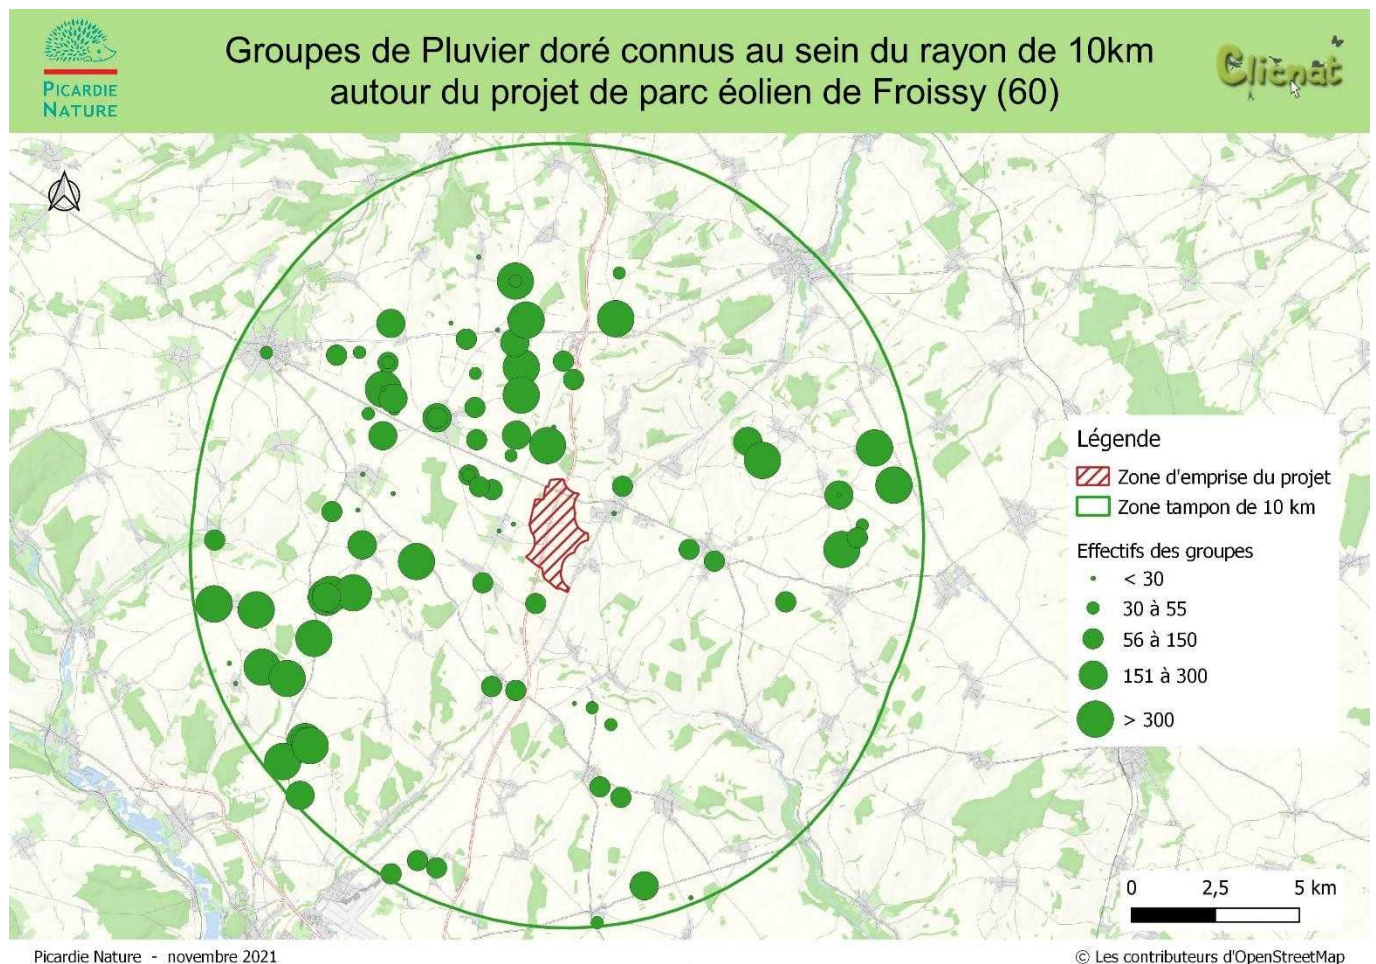 PICARDIE
NATURE
Groupes de Pluvier doré connus au sein du rayon de 10km
autour du projet de parc éolien de Froissy (60)
Clicnat
Légende
Zone d'emprise du projet
Zone tampon de 10 km
Effectifs des groupes
< 30
30 à 55
56 à 150
151 à 300
> 300
0 2,5 5 km
Picardie Nature - novembre 2021
© Les contributeurs d'OpenStreetMap